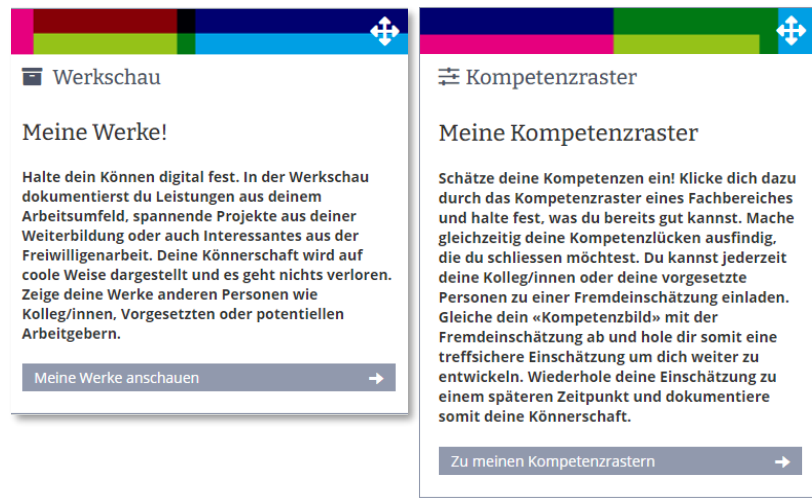 Werkschau
Meine Werke!
Halte dein Können digital fest. In der Werkschau
dokumentierst du Leistungen aus deinem
Arbeitsumfeld, spannende Projekte aus deiner
Weiterbildung oder auch Interessantes aus der
Freiwilligenarbeit. Deine Könnerschaft wird auf
coole Weise dargestellt und es geht nichts verloren.
Zeige deine Werke anderen Personen wie
Kolleg/innen, Vorgesetzten oder potentiellen
Arbeitgebern.
Meine Werke anschauen
Kompetenzraster
Meine Kompetenzraster
Schätze deine Kompetenzen ein! Klicke dich dazu
durch das Kompetenzraster eines Fachbereiches
und halte fest, was du bereits gut kannst. Mache
gleichzeitig deine Kompetenzlücken ausfindig,
die du schliessen möchtest. Du kannst jederzeit
deine Kolleg/innen oder deine vorgesetzte
Personen zu einer Fremdeinschätzung einladen.
Gleiche dein «Kompetenzbild» mit der
Fremdeinschätzung ab und hole dir somit eine
treffsichere Einschätzung um dich weiter zu
entwickeln. Wiederhole deine Einschätzung zu
einem späteren Zeitpunkt und dokumentiere
somit deine Könnerschaft.
Zu meinen Kompetenzrastern